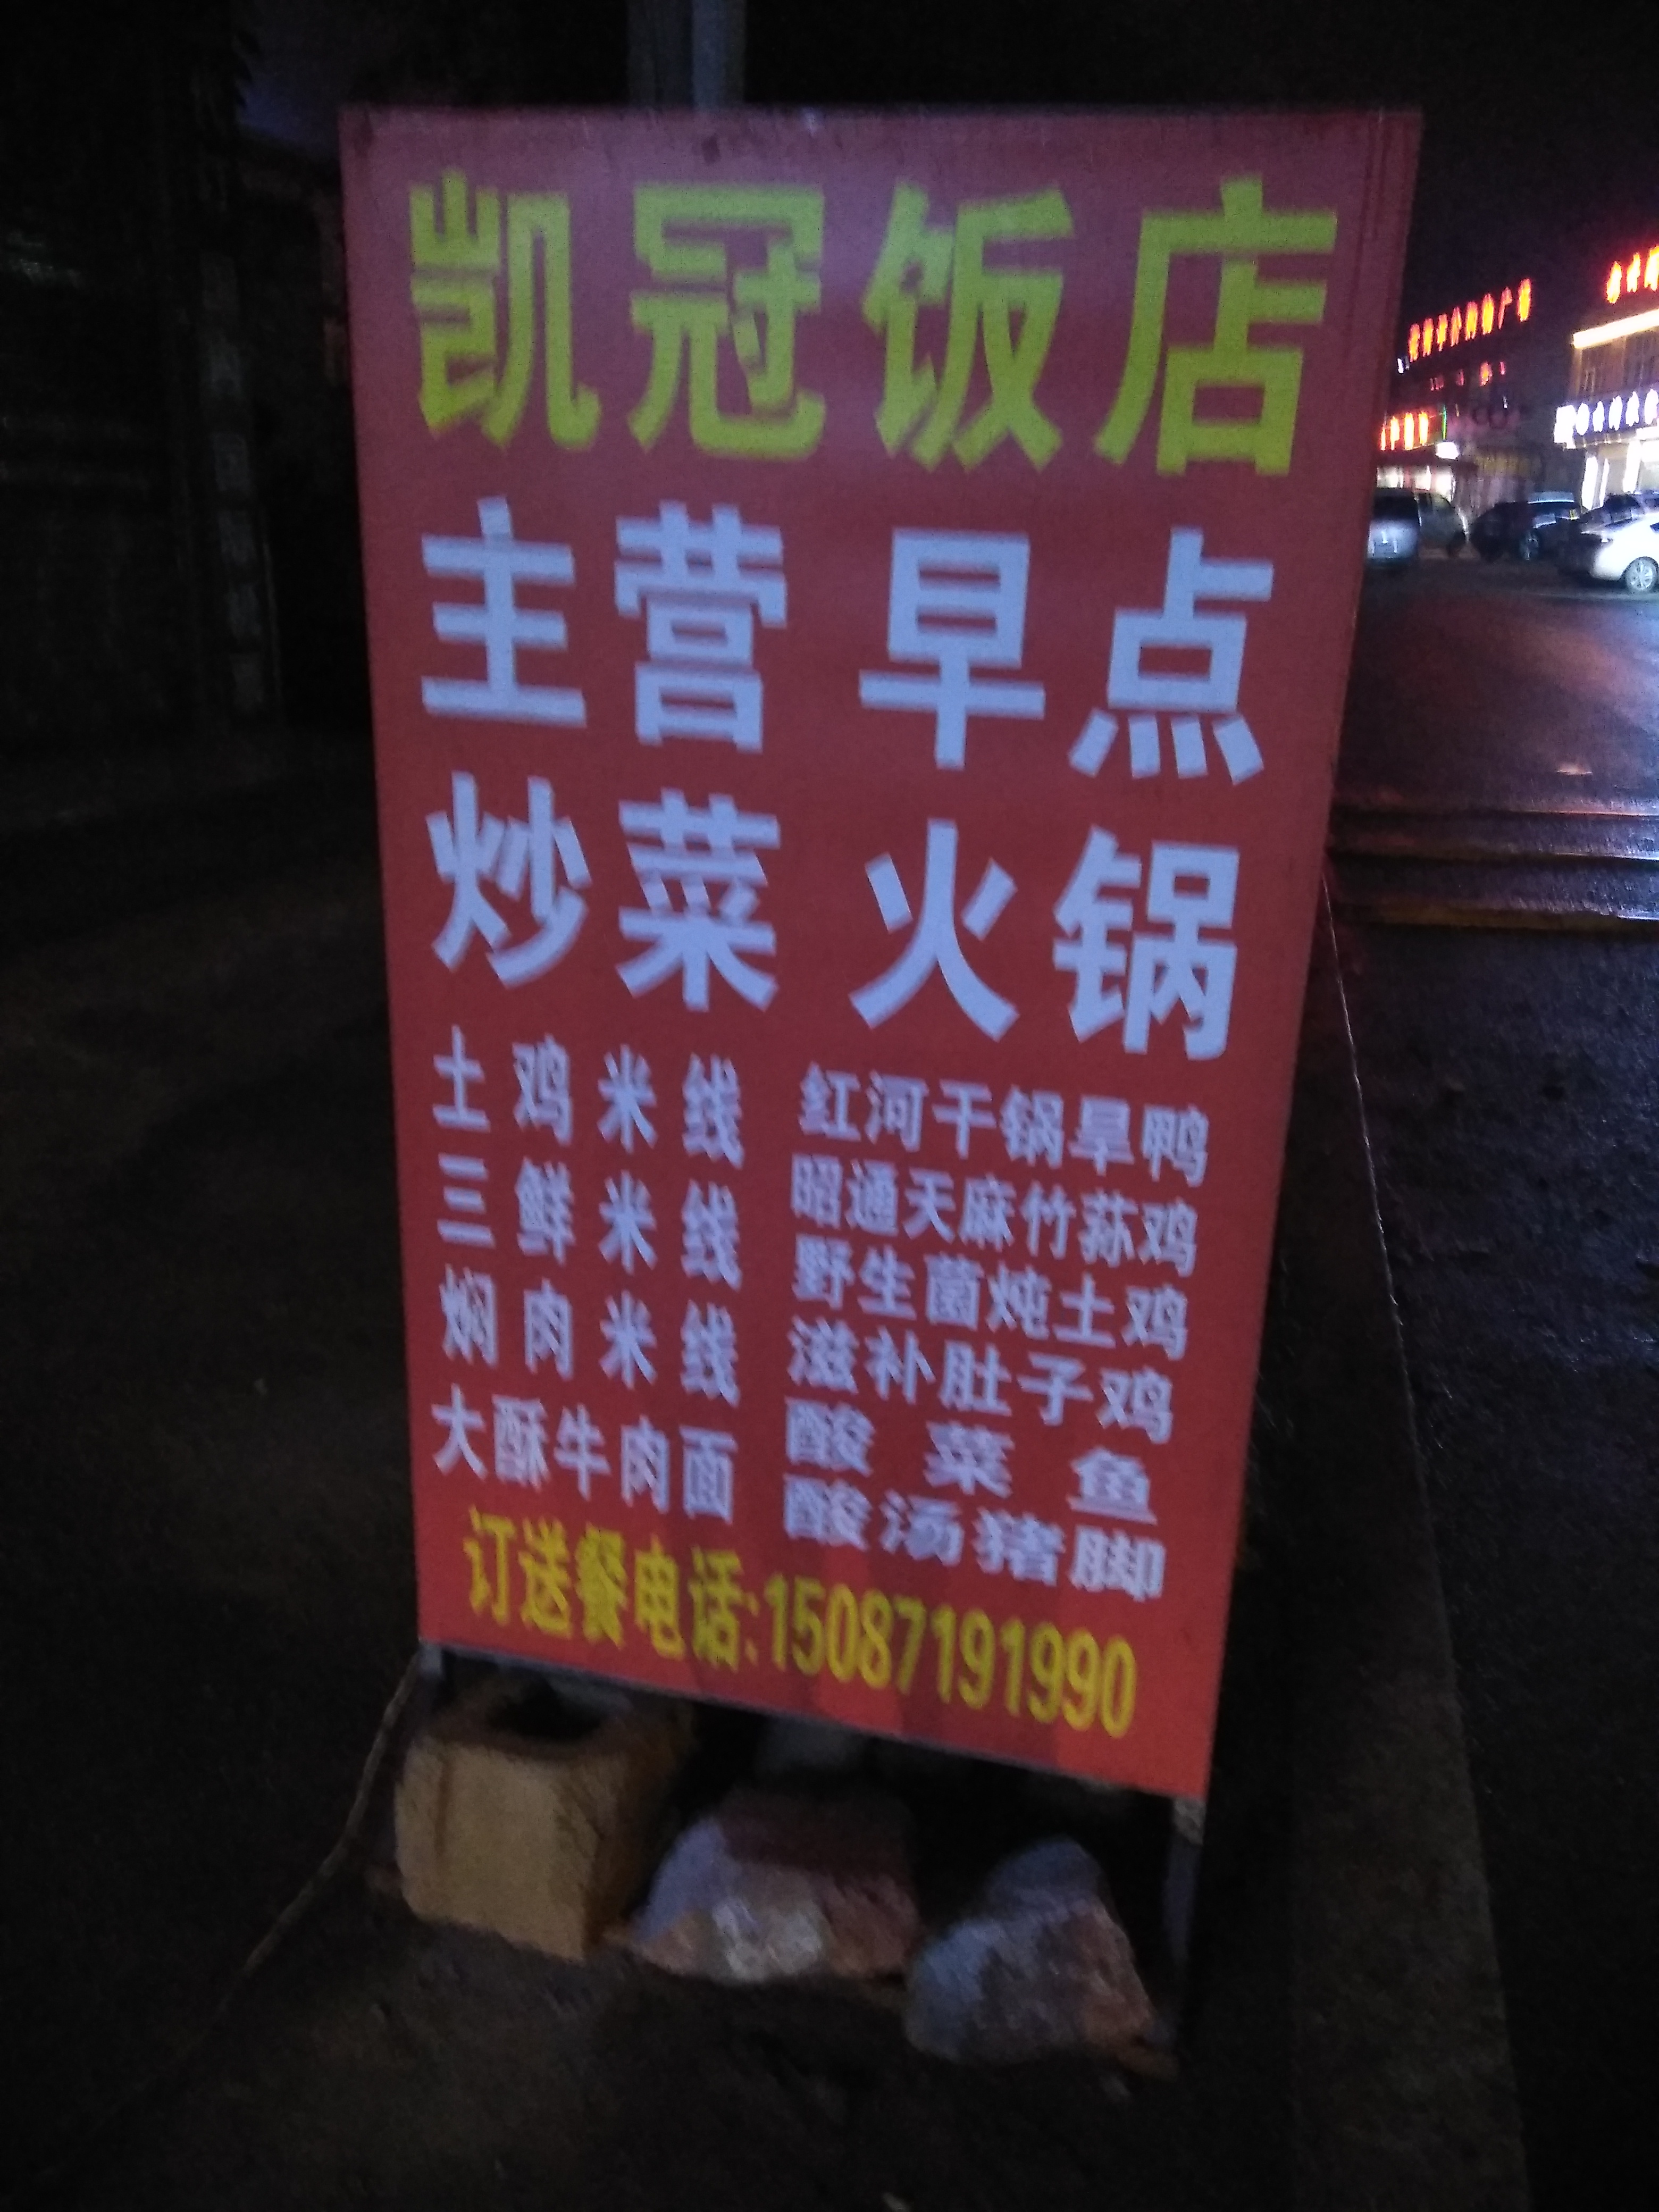 凯冠饭店
主营 早点
炒菜 火锅
土鸡米线
三鲜米线
焖肉米线
大酥牛肉面
红河干锅旱鸭
昭通天麻竹荪鸡
野生菌炖土鸡
滋补肚子鸡
酸菜鱼
酸汤猪脚
订送餐电话:15087191990